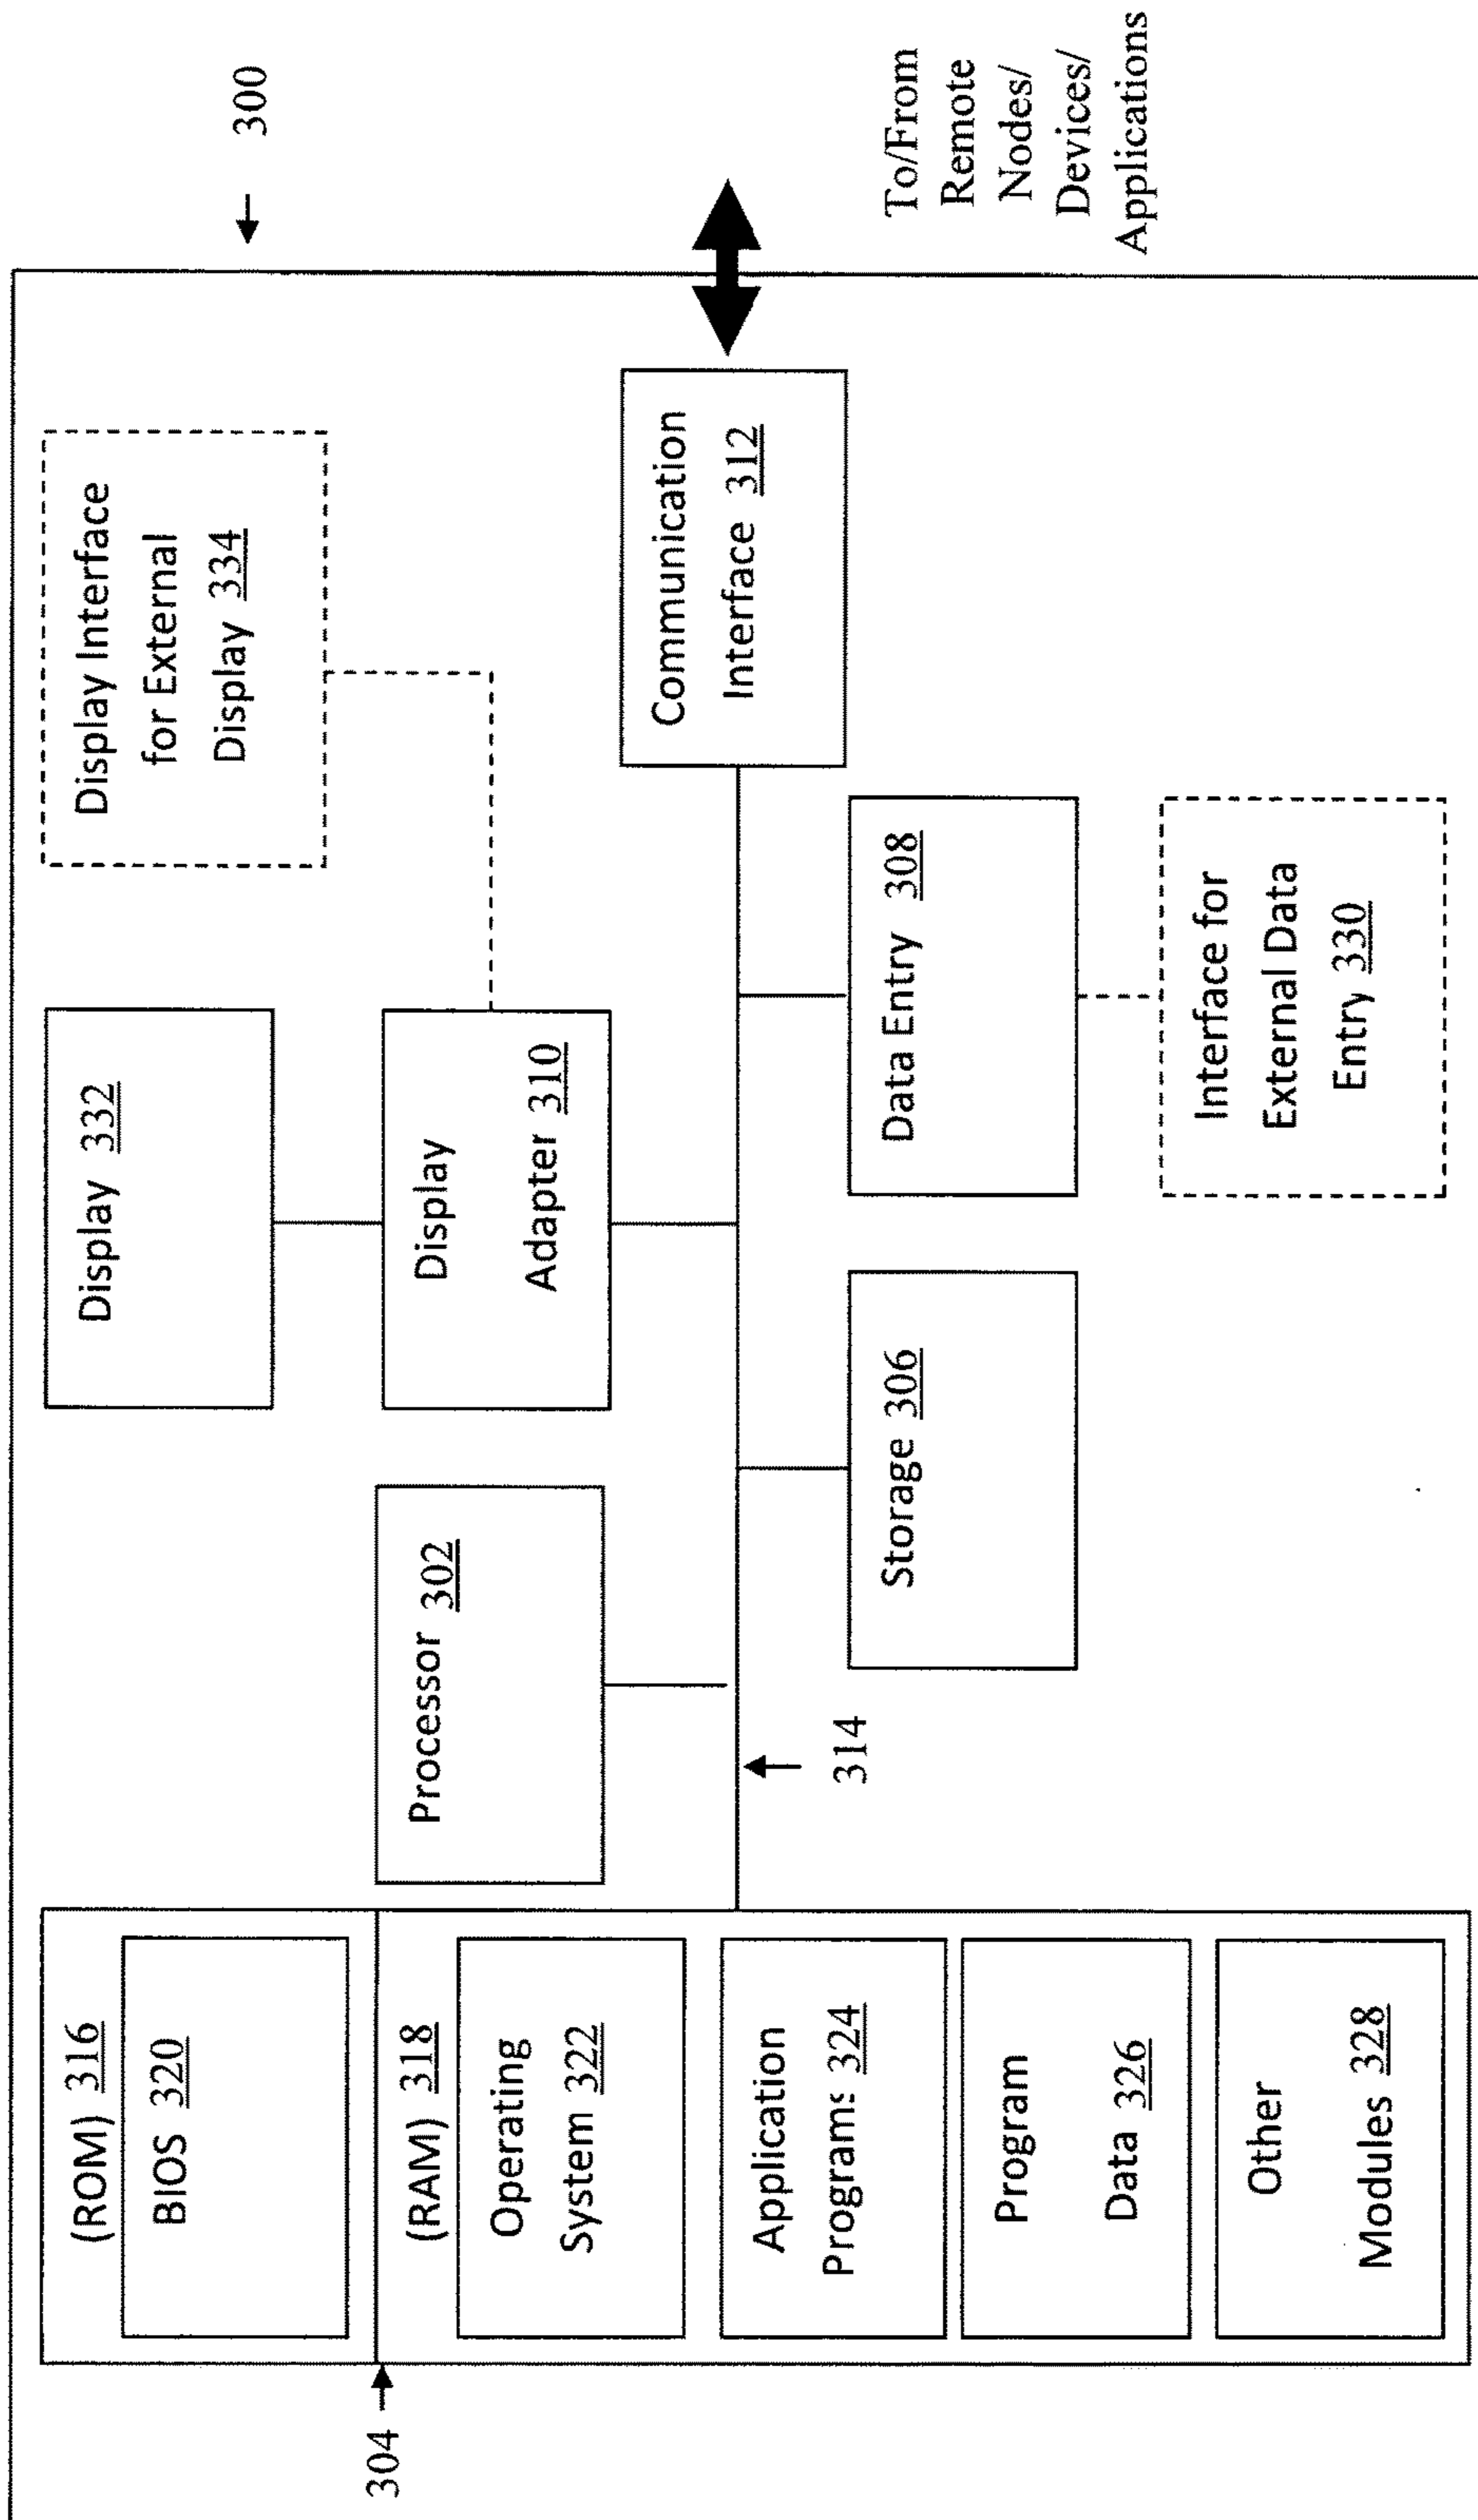 300
304
(ROM) 316
BIOS 320
(RAM) 318
Operating
System 322
Application
Programs 324
Program
Data 326
Other
Modules 328
Processor 302
314
Display 332
Display
Adapter 310
Storage 306
Display Interface
for External
Display 334
Data Entry 308
Interface for
External Data
Entry 330
Communication
Interface 312
To/From
Remote
Nodes/
Devices/
Applications